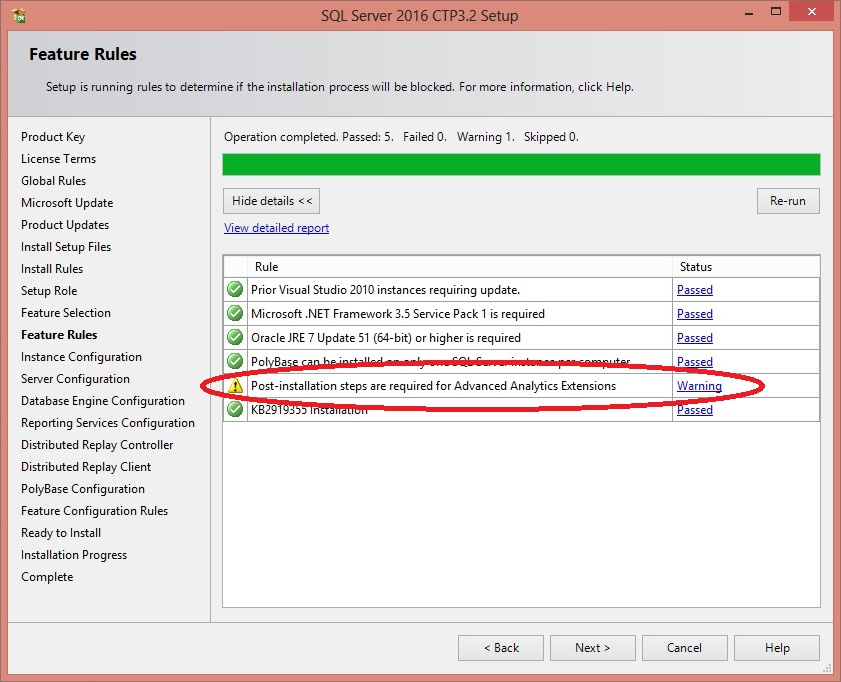 SQL Server 2016 CTP3.2 Setup
Feature Rules
Setup is running rules to determine if the installation process will be blocked. For more information, click Help.
Product Key
License Terms
Global Rules
Microsoft Update
Product Updates
Install Setup Files
Install Rules
Setup Role
Feature Selection
Feature Rules
Instance Configuration
Server Configuration
Database Engine Configuration
Reporting Services Configuration
Distributed Replay Controller
Distributed Replay Client
PolyBase Configuration
Feature Configuration Rules
Ready to Install
Installation Progress
Complete
Operation completed. Passed: 5.   Failed 0.   Warning 1.   Skipped 0.
Hide details <<
Re-run
View detailed report
Rule Status
Prior Visual Studio 2010 instances requiring update. Passed
Microsoft .NET Framework 3.5 Service Pack 1 is required Passed
Oracle JRE 7 Update 51 (64-bit) or higher is required Passed
PolyBase can be installed on only one SQL Server instance per computer. Passed
Post-installation steps are required for Advanced Analytics Extensions Warning
KB2919355 Installation Passed
< Back Next > Cancel Help